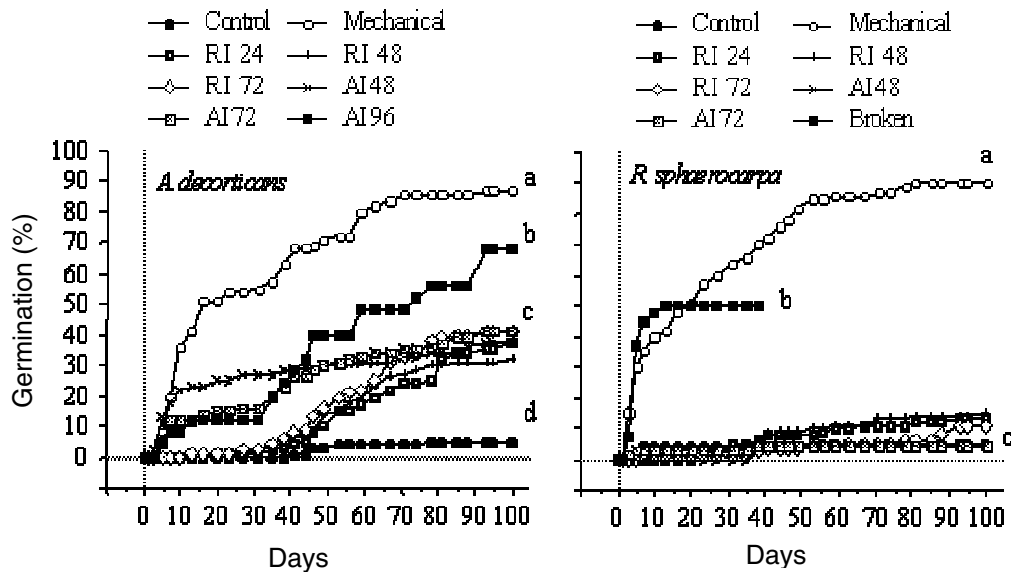 Control Mechanical
RI 24 RI 48
RI 72 AI48
AI72 AI96
Control Mechanical
RI 24 RI 48
RI 72 AI48
AI72 Broken
Germination (%)
100
90
80
70
60
50
40
30
20
10
0
A decorticans
a
b
c
d
0 10 20 30 40 50 60 70 80 90 100
Days
R sphaerocarpa
a
b
c
0 10 20 30 40 50 60 70 80 90 100
Days